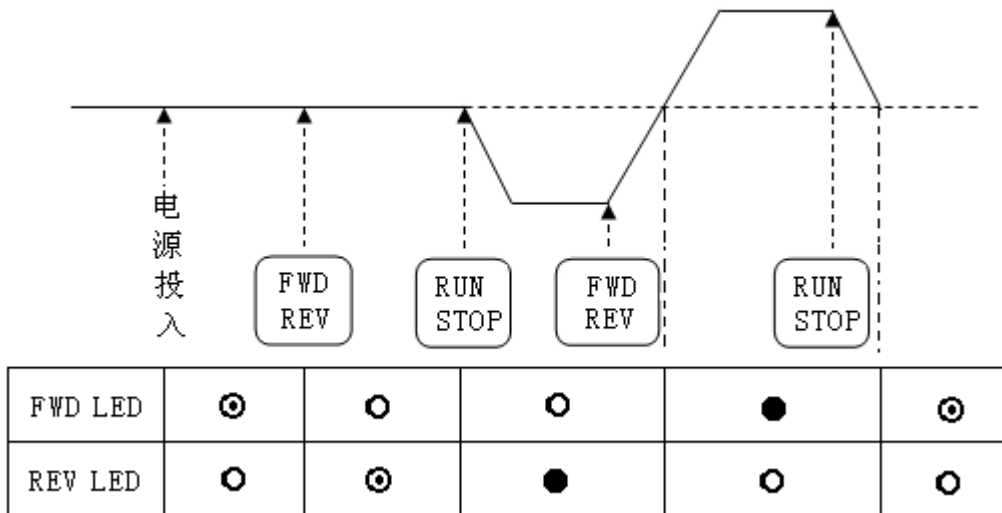 电
源
投
入
FWD
REV
RUN
STOP
FWD
REV
RUN
STOP
FWD LED
REV LED